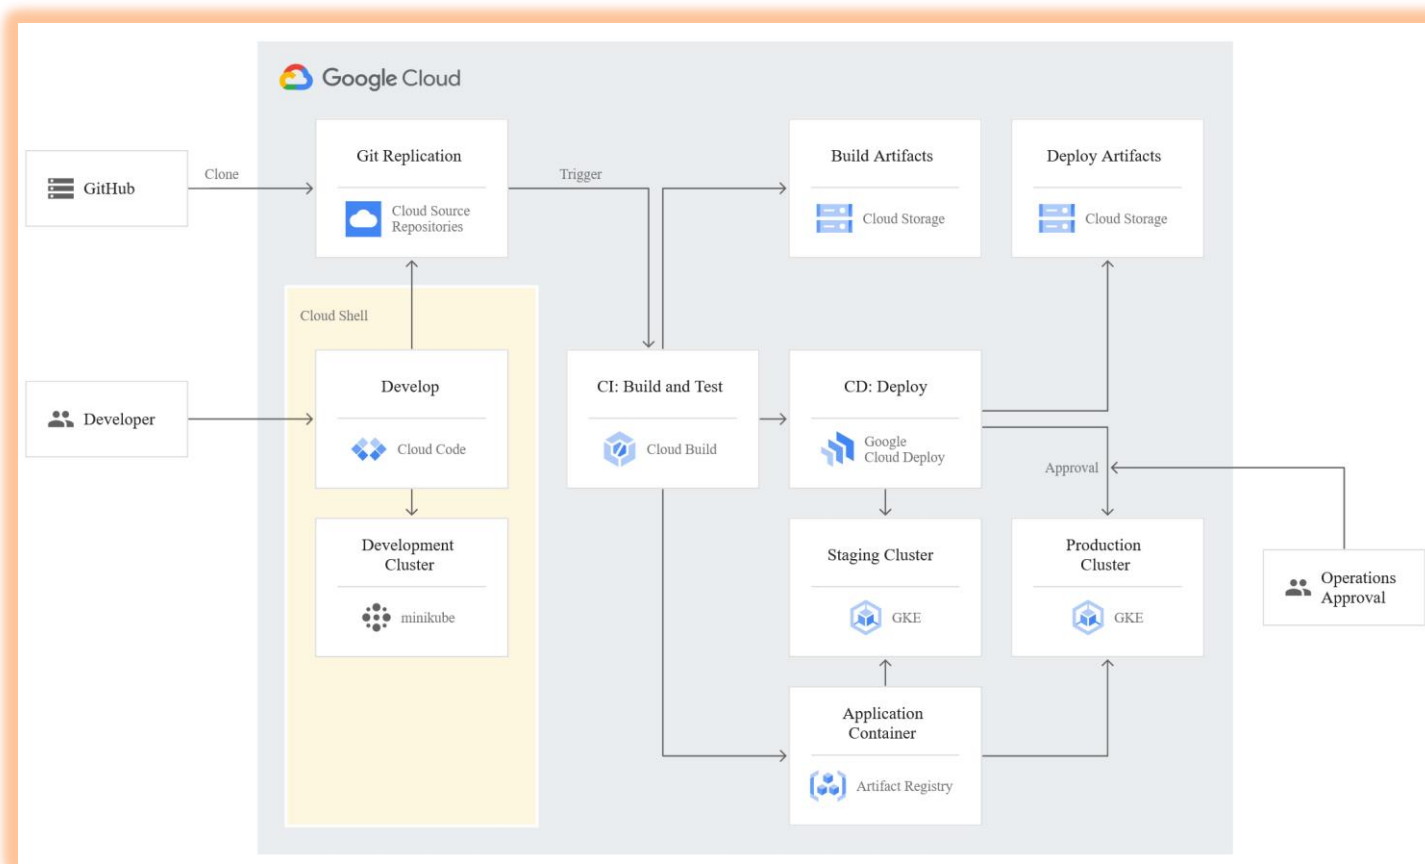 Google Cloud
GitHub
Clone
Git Replication
Cloud Source
Repositories
Trigger
Build Artifacts
Cloud Storage
Deploy Artifacts
Cloud Storage
Cloud Shell
Developer
Develop
Cloud Code
CI: Build and Test
Cloud Build
CD: Deploy
Google
Cloud Deploy
Approval
Development
Cluster
minikube
Staging Cluster
GKE
Production
Cluster
GKE
Operations
Approval
Application
Container
Artifact Registry